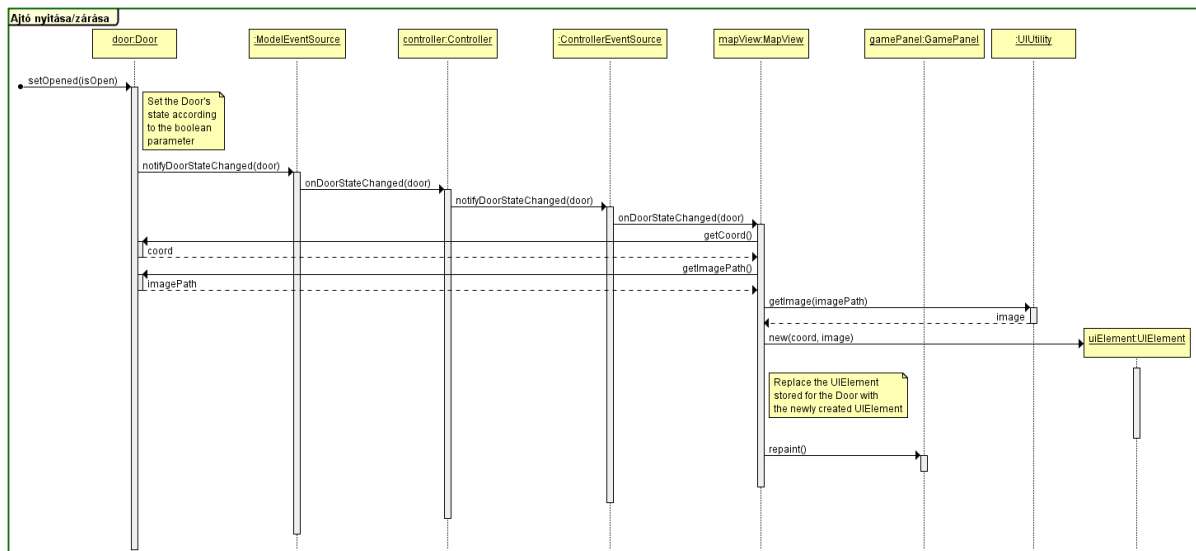 Ajtó nyitása/zárása
door:Door
:ModelEventSource
controller:Controller
:ControllerEventSource
mapView:MapView
gamePanel:GamePanel
:UIUtility
setOpened(isOpen)
Set the Door's
state according
to the boolean
parameter
notifyDoorStateChanged(door)
onDoorStateChanged(door)
notifyDoorStateChanged(door)
onDoorStateChanged(door)
getCoord()
coord
getImagePath()
imagePath
getImage(imagePath)
image
new(coord, image)
uiElement:UIElement
Replace the UIElement
stored for the Door with
the newly created UIElement
repaint()